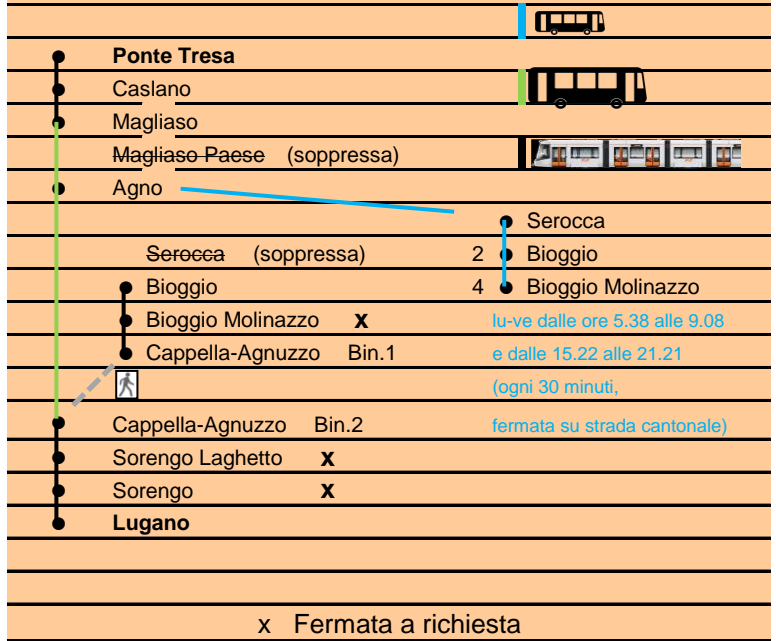 Ponte Tresa
Caslano
Magliaso
Magliaso Paese (soppressa)
Agno
Serocca
Serocca (soppressa) 2 Bioggio
Bioggio 4 Bioggio Molinazzo
Bioggio Molinazzo x lu-ve dalle ore 5.38 alle 9.08
Cappella-Agnuzzo Bin.1 e dalle 15.22 alle 21.21
(ogni 30 minuti,
Cappella-Agnuzzo Bin.2 fermata su strada cantonale)
Sorengo Laghetto x
Sorengo x
Lugano
x Fermata a richiesta